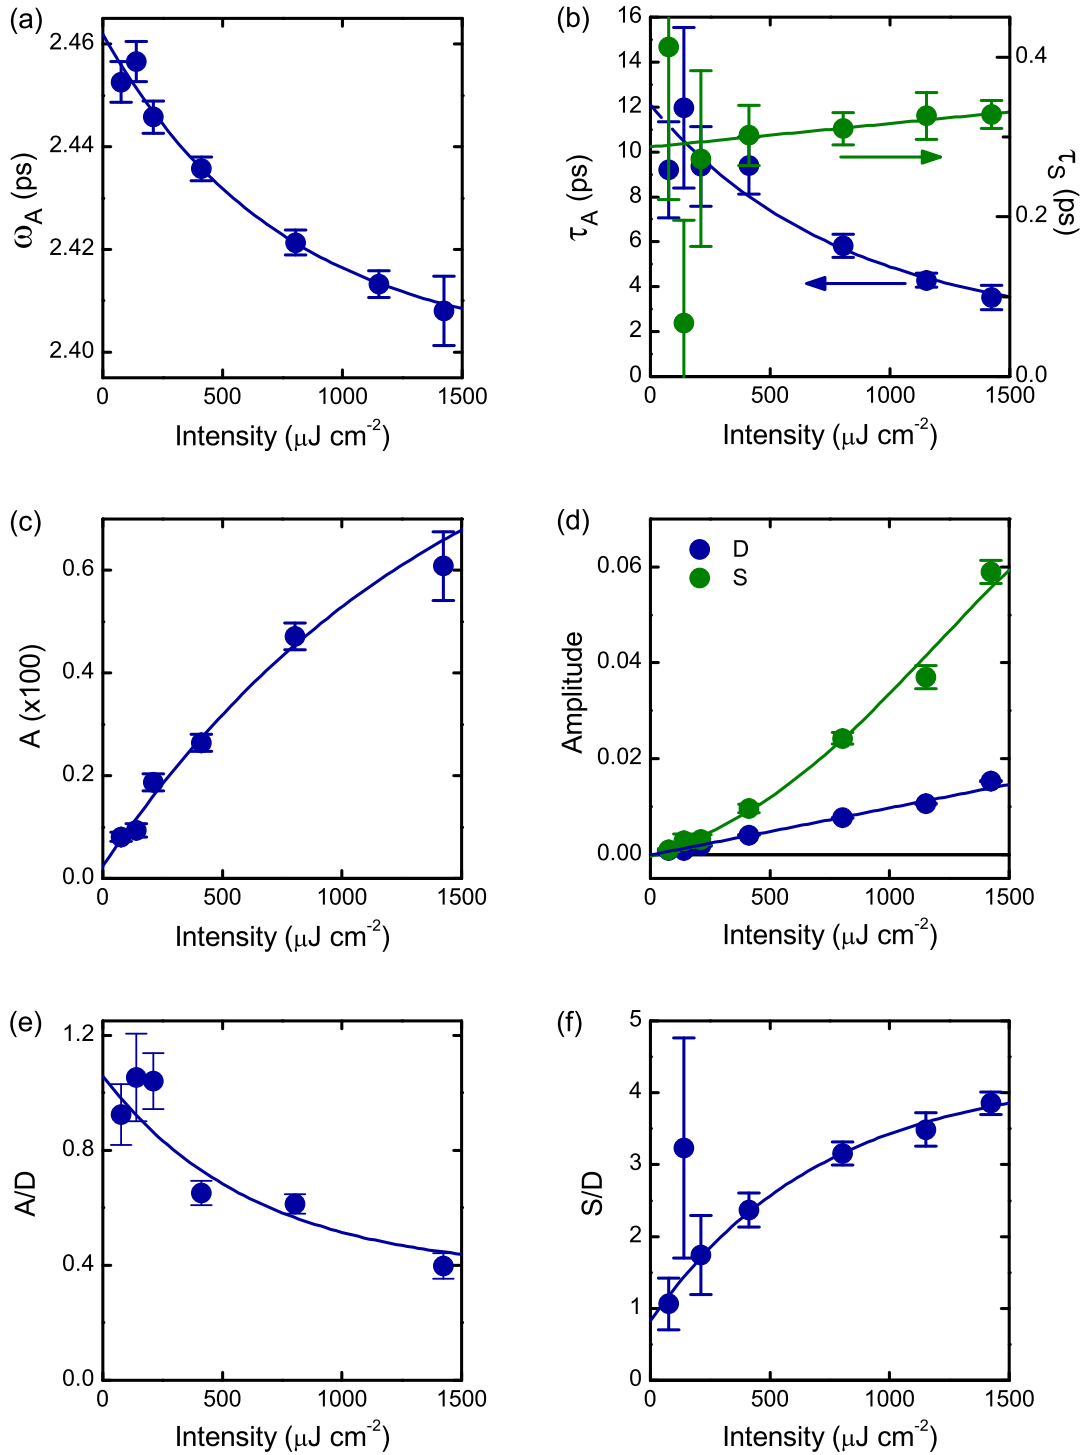 (a)
2.46
2.44
2.42
2.40
ω_A (ps)
0 500 1000 1500
Intensity (μJ cm⁻²)
(b)
16
14
12
10
8
6
4
2
0
τ_A (ps)
0.4
0.2
0.0
τ_S (ps)
0 500 1000 1500
Intensity (μJ cm⁻²)
(c)
0.6
0.4
0.2
0.0
A (x100)
0 500 1000 1500
Intensity (μJ cm⁻²)
(d)
D
S
0.06
0.04
0.02
0.00
Amplitude
0 500 1000 1500
Intensity (μJ cm⁻²)
(e)
1.2
0.8
0.4
0.0
A/D
0 500 1000 1500
Intensity (μJ cm⁻²)
(f)
5
4
3
2
1
0
S/D
0 500 1000 1500
Intensity (μJ cm⁻²)